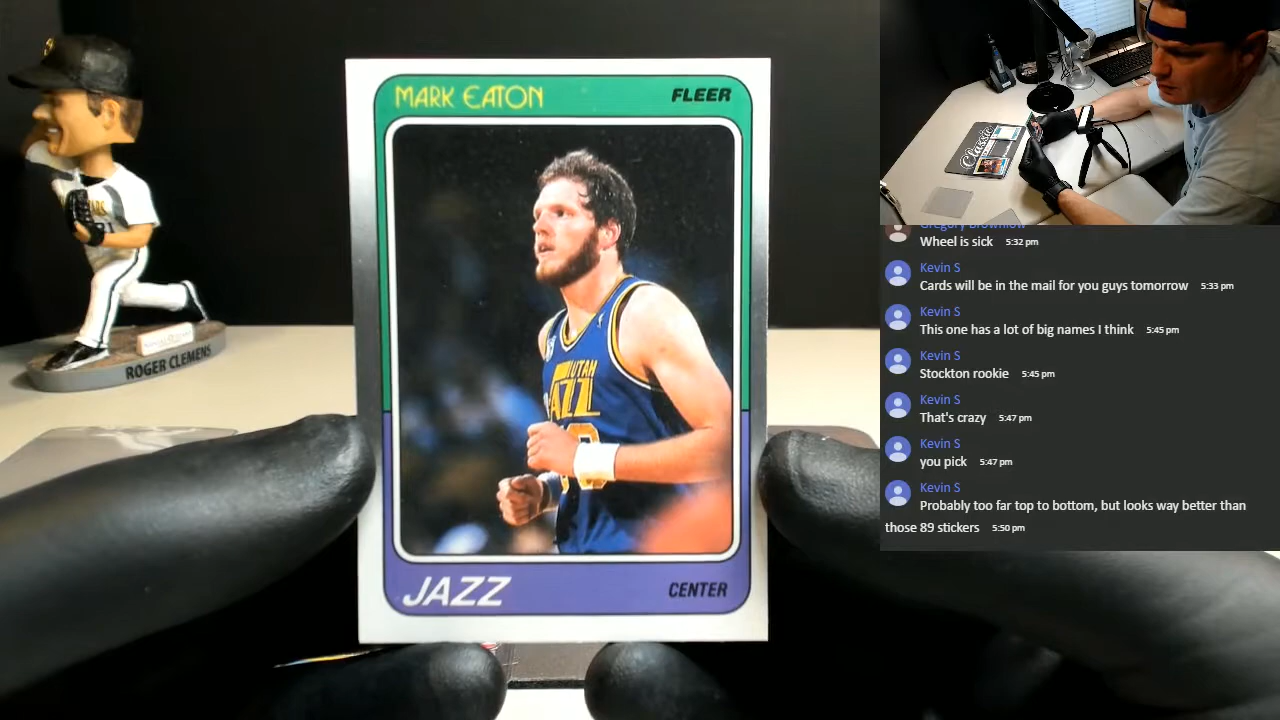 MARK EATON
FLEER
UTAH
JAZZ
JAZZ
CENTER
ROGER CLEMENS
Classic
Gregory Brownlow
Wheel is sick 5:32 pm
Kevin S
Cards will be in the mail for you guys tomorrow 5:33 pm
Kevin S
This one has a lot of big names I think 5:45 pm
Kevin S
Stockton rookie 5:45 pm
Kevin S
That's crazy 5:47 pm
Kevin S
you pick 5:47 pm
Kevin S
Probably too far top to bottom, but looks way better than
those 89 stickers 5:50 pm